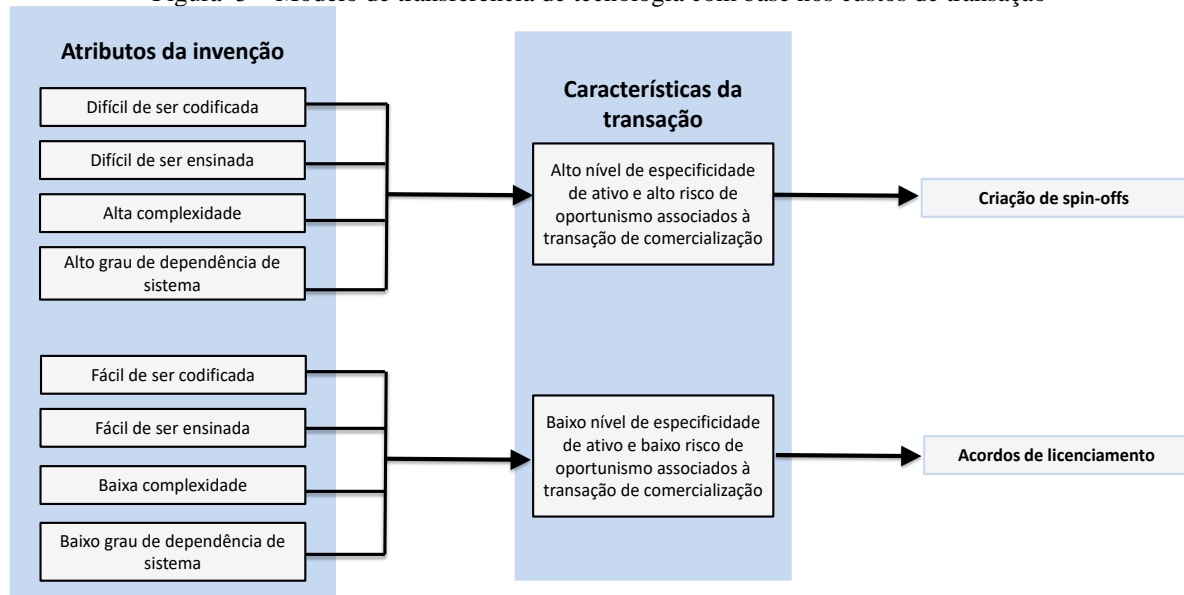 Figura 3 – Modelo de transferência de tecnologia com base nos custos de transação
Atributos da invenção
Difícil de ser codificada
Difícil de ser ensinada
Alta complexidade
Alto grau de dependência de
sistema
Fácil de ser codificada
Fácil de ser ensinada
Baixa complexidade
Baixo grau de dependência de
sistema
Características da
transação
Alto nível de especificidade
de ativo e alto risco de
oportunismo associados à
transação de comercialização
Baixo nível de especificidade
de ativo e baixo risco de
oportunismo associados à
transação de comercialização
Criação de spin-offs
Acordos de licenciamento